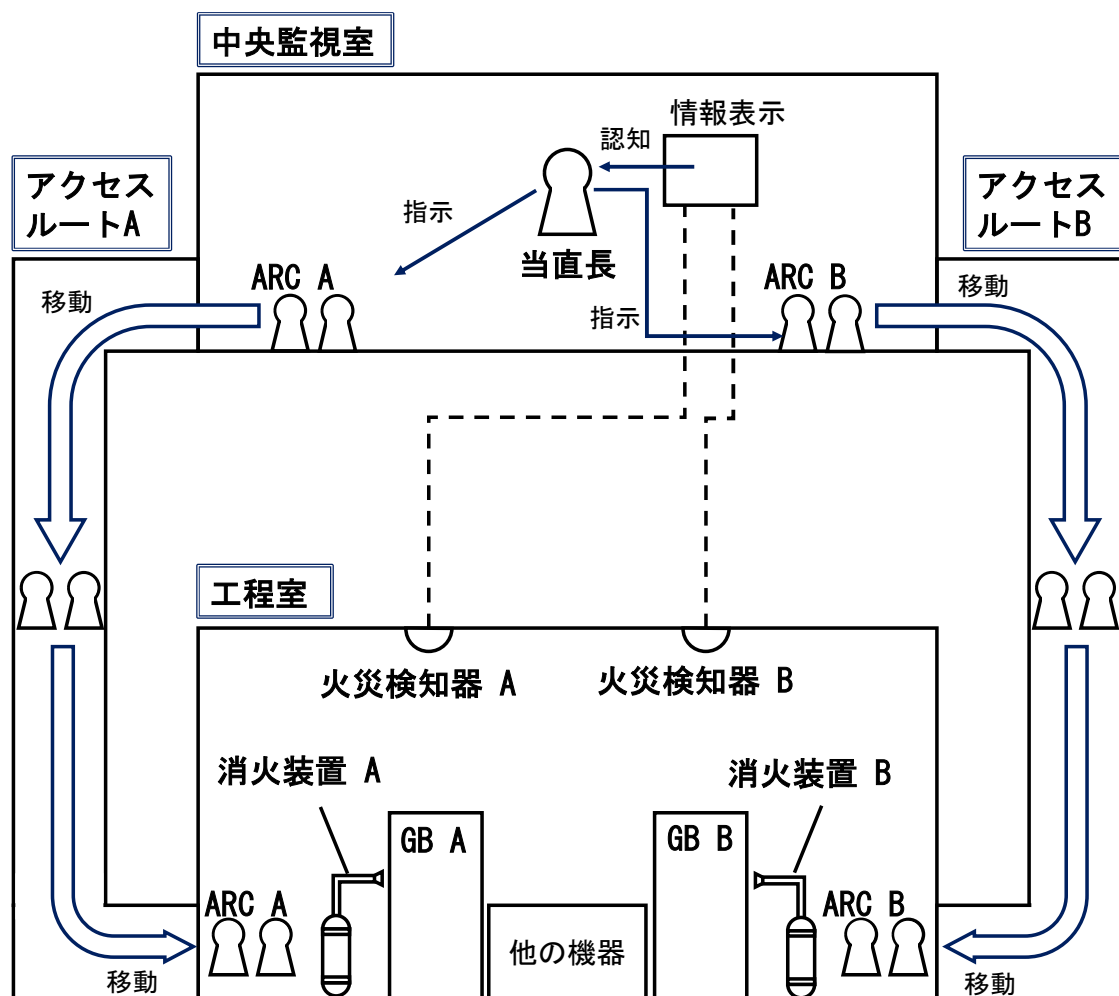 中央監視室
情報表示
認知
アクセス
ルートA
アクセス
ルートB
指示
当直長
ARC A
ARC B
移動
移動
指示
工程室
火災検知器 A
火災検知器 B
消火装置 A
消火装置 B
GB A
GB B
ARC A
ARC B
他の機器
移動
移動